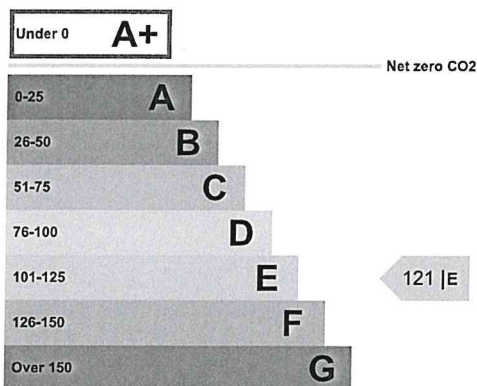 Under 0 A+
Net zero CO2
0-25 A
26-50 B
51-75 C
76-100 D
101-125 E
121 |E
126-150 F
Over 150 G